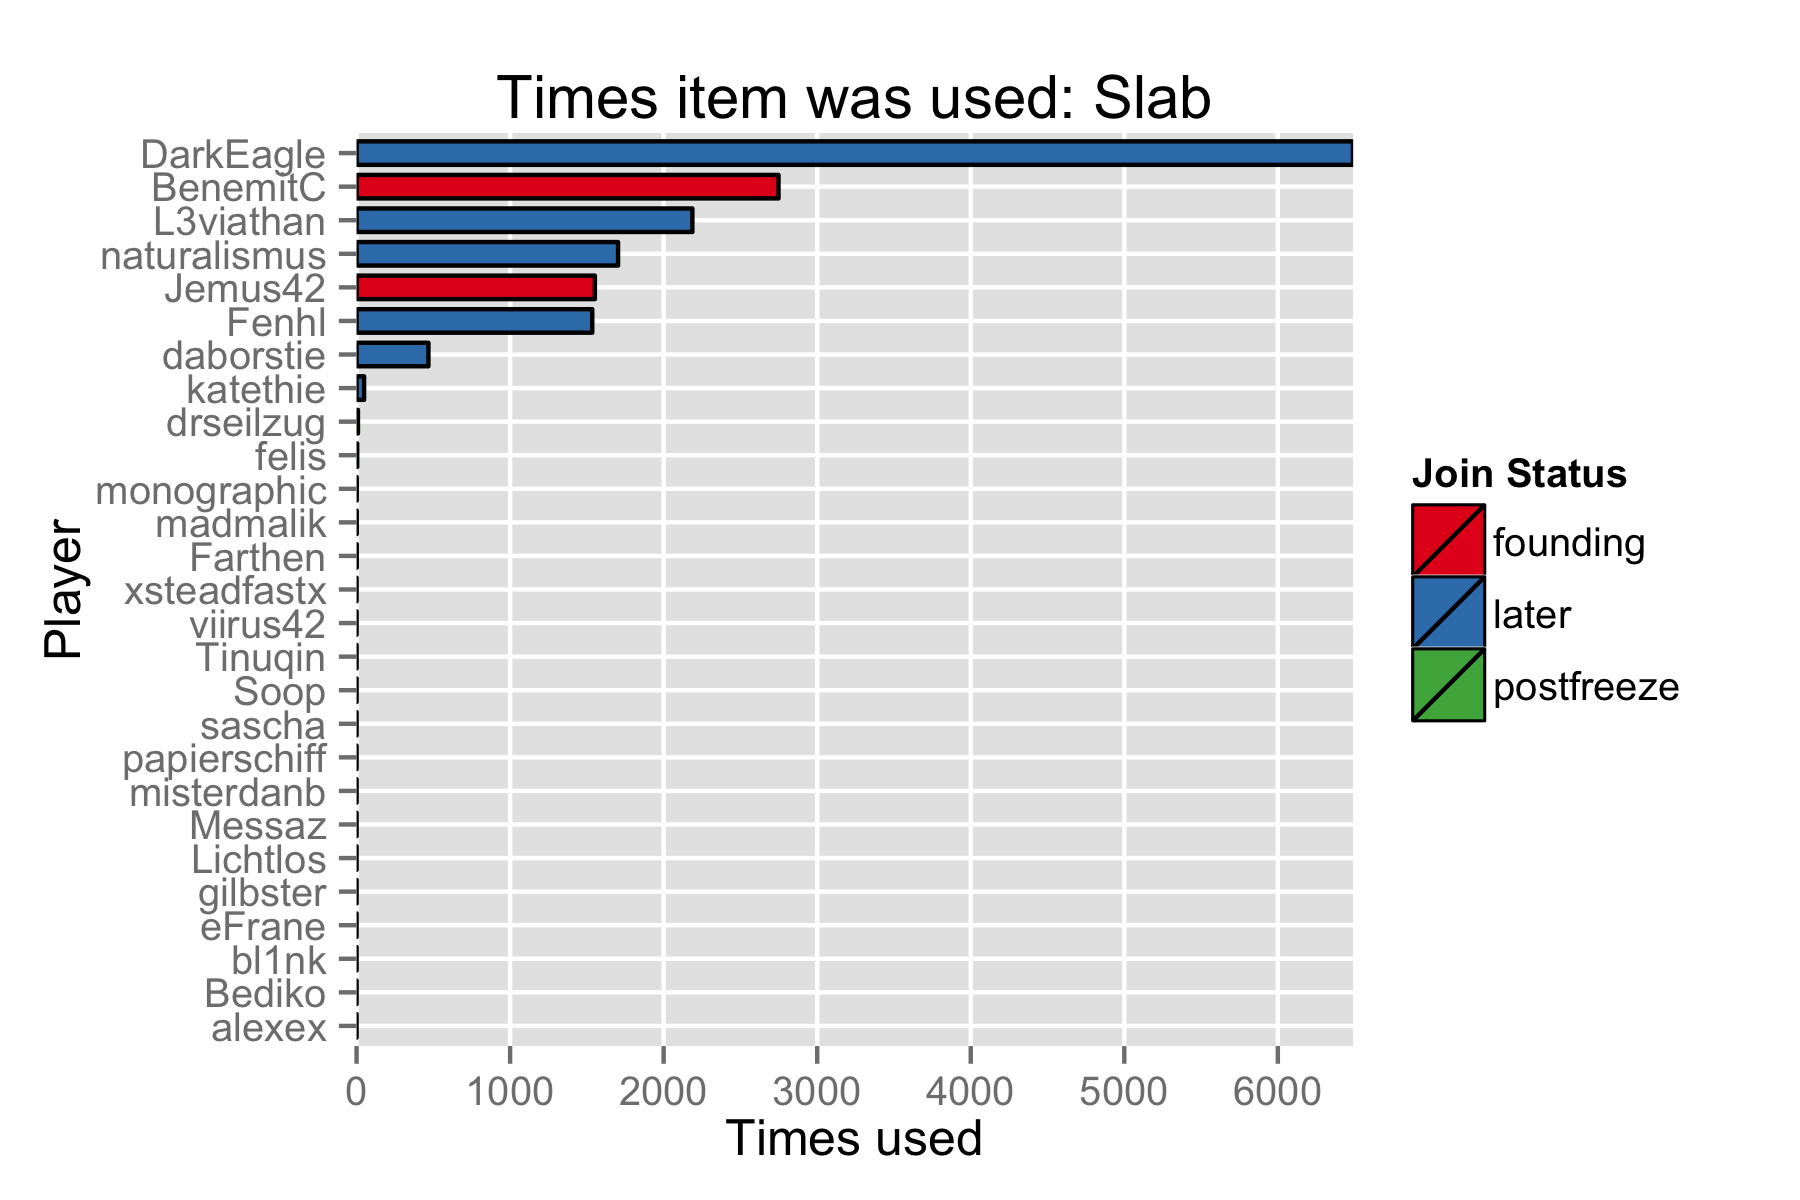 Times item was used: Slab
DarkEagle
BenemitC
L3viathan
naturalismus
Jemus42
Fenhl
daborstie
katethie
drseilzug
felis
monographic
madmalik
Farthen
xsteadfastx
viirus42
Tinuqin
Soop
sascha
papierschiff
misterdanb
Messaz
Lichtlos
gilbster
eFrane
bl1nk
Bediko
alexex
Player
0 1000 2000 3000 4000 5000 6000
Times used
Join Status
founding
later
postfreeze